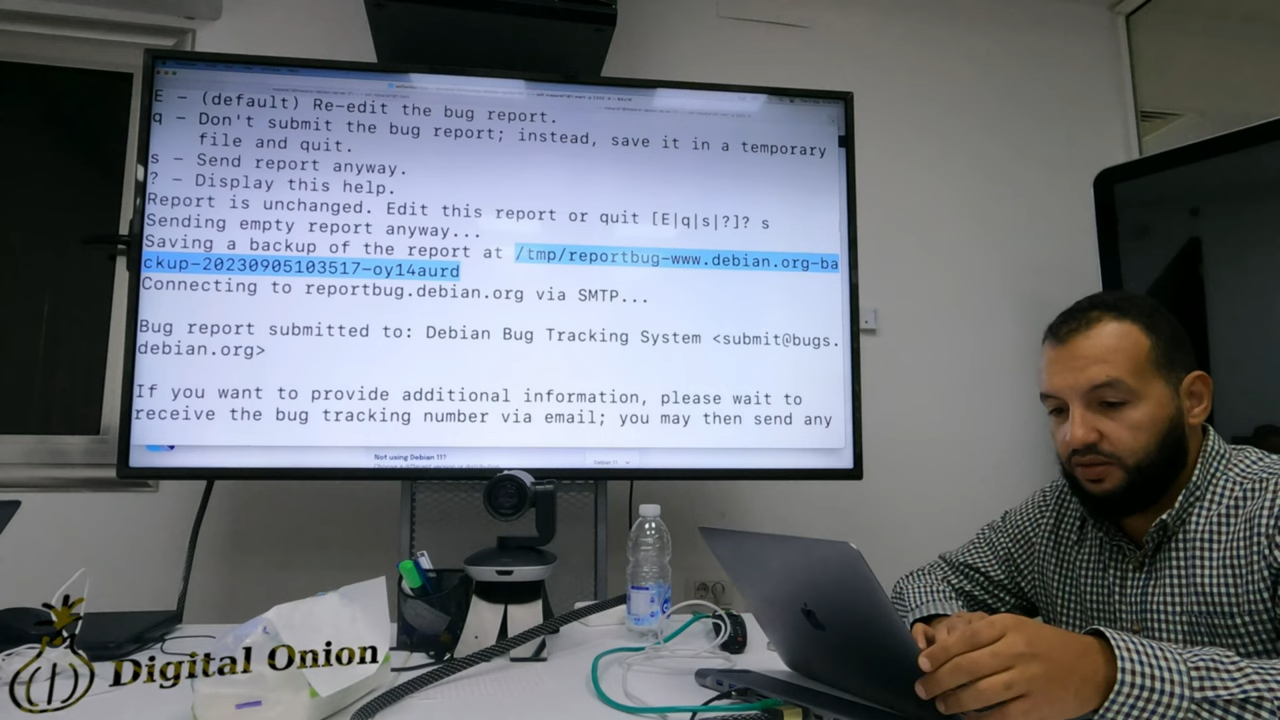 E – (default) Re-edit the bug report.
q – Don't submit the bug report; instead, save it in a temporary
file and quit.
s – Send report anyway.
? – Display this help.
Report is unchanged. Edit this report or quit [E|q|s|?]? s
Sending empty report anyway...
Saving a backup of the report at /tmp/reportbug-www.debian.org-ba
ckup-20230905103517-oy14aurd
Connecting to reportbug.debian.org via SMTP...
Bug report submitted to: Debian Bug Tracking System <submit@bugs.
debian.org>
If you want to provide additional information, please wait to
receive the bug tracking number via email; you may then send any
Not using Debian 11?
Debian 11
Digital Onion